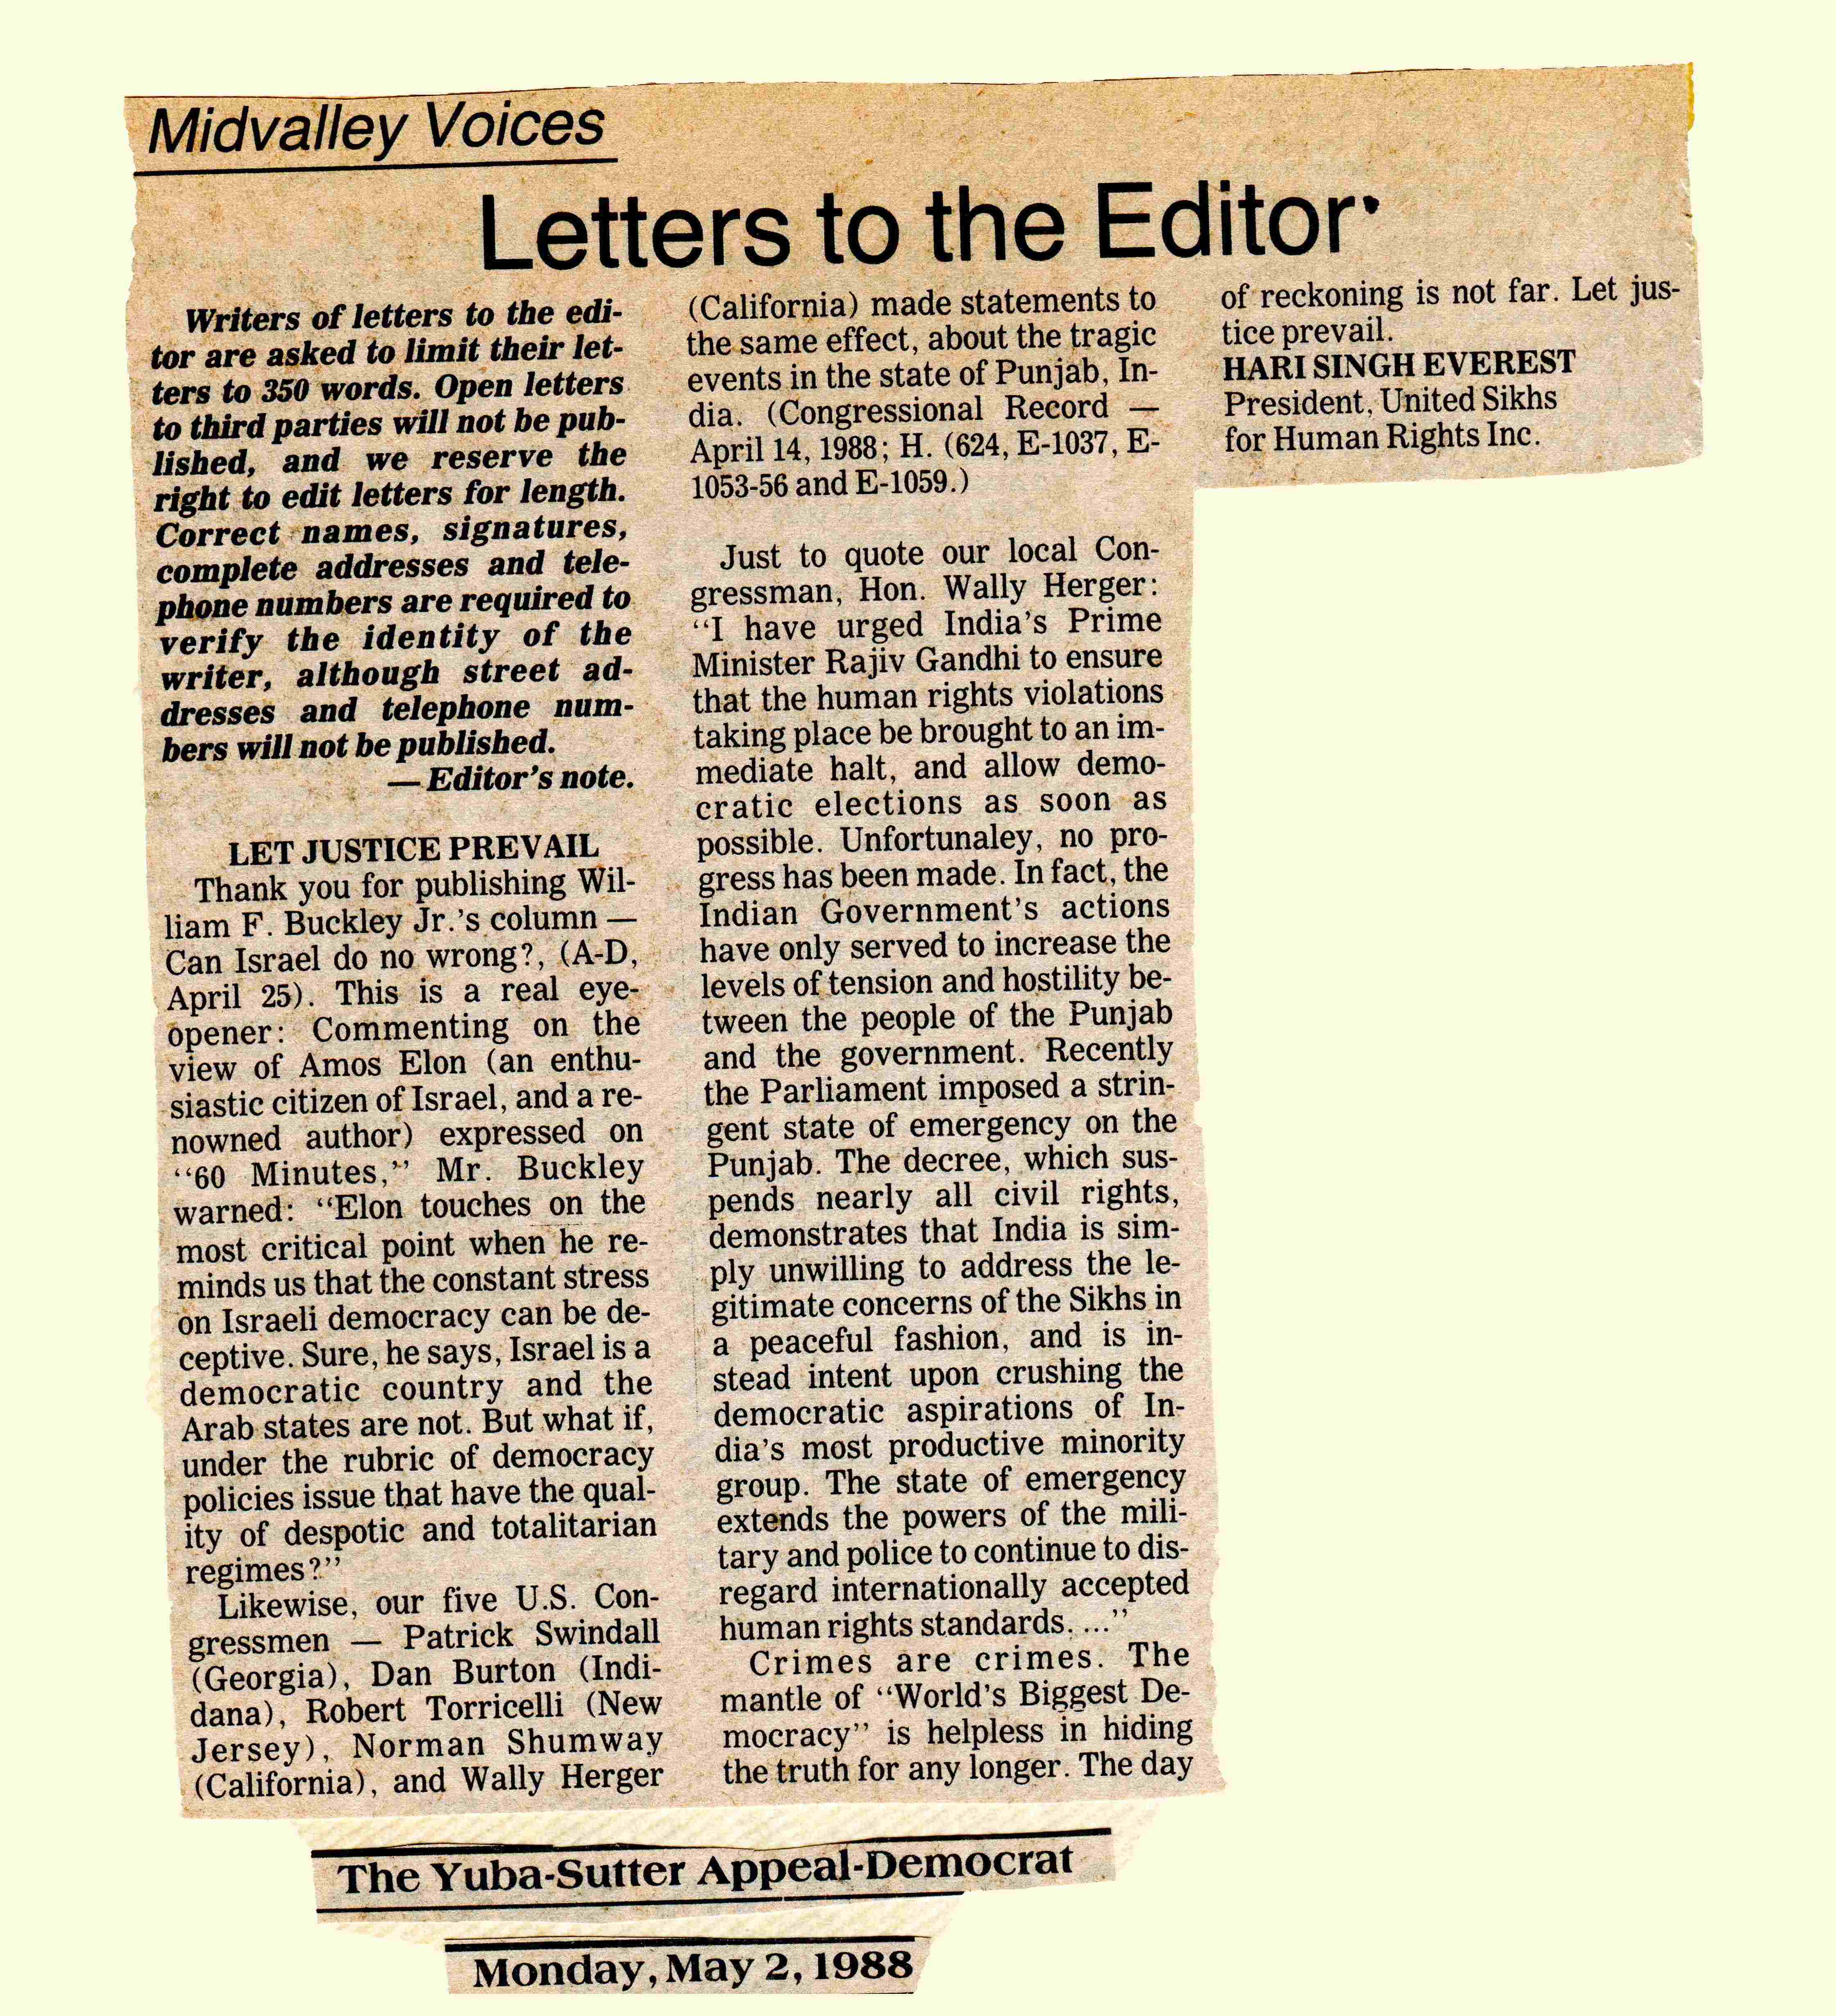 Midvalley Voices
Letters to the Editor
Writers of letters to the edi-
tor are asked to limit their let-
ters to 350 words. Open letters
to third parties will not be pub-
lished, and we reserve the
right to edit letters for length.
Correct names, signatures,
complete addresses and tele-
phone numbers are required to
verify the identity of the
writer, although street ad-
dresses and telephone num-
bers will not be published.
— Editor's note.
LET JUSTICE PREVAIL
Thank you for publishing Wil-
liam F. Buckley Jr.'s column —
Can Israel do no wrong?, (A-D,
April 25). This is a real eye-
opener: Commenting on the
view of Amos Elon (an enthu-
siastic citizen of Israel, and a re-
nowned author) expressed on
“60 Minutes,” Mr. Buckley
warned: “Elon touches on the
most critical point when he re-
minds us that the constant stress
on Israeli democracy can be de-
ceptive. Sure, he says, Israel is a
democratic country and the
Arab states are not. But what if,
under the rubric of democracy
policies issue that have the qual-
ity of despotic and totalitarian
regimes?”
Likewise, our five U.S. Con-
gressmen — Patrick Swindall
(Georgia), Dan Burton (Indi-
dana), Robert Torricelli (New
Jersey), Norman Shumway
(California), and Wally Herger
(California) made statements to
the same effect, about the tragic
events in the state of Punjab, In-
dia. (Congressional Record —
April 14, 1988; H. (624, E-1037, E-
1053-56 and E-1059.)
Just to quote our local Con-
gressman, Hon. Wally Herger:
“I have urged India's Prime
Minister Rajiv Gandhi to ensure
that the human rights violations
taking place be brought to an im-
mediate halt, and allow demo-
cratic elections as soon as
possible. Unfortunaley, no pro-
gress has been made. In fact, the
Indian Government's actions
have only served to increase the
levels of tension and hostility be-
tween the people of the Punjab
and the government. Recently
the Parliament imposed a strin-
gent state of emergency on the
Punjab. The decree, which sus-
pends nearly all civil rights,
demonstrates that India is sim-
ply unwilling to address the le-
gitimate concerns of the Sikhs in
a peaceful fashion, and is in-
stead intent upon crushing the
democratic aspirations of In-
dia's most productive minority
group. The state of emergency
extends the powers of the mili-
tary and police to continue to dis-
regard internationally accepted
human rights standards. ...”
Crimes are crimes. The
mantle of “World's Biggest De-
mocracy” is helpless in hiding
the truth for any longer. The day
of reckoning is not far. Let jus-
tice prevail.
HARI SINGH EVEREST
President, United Sikhs
for Human Rights Inc.
The Yuba-Sutter Appeal-Democrat
Monday, May 2, 1988